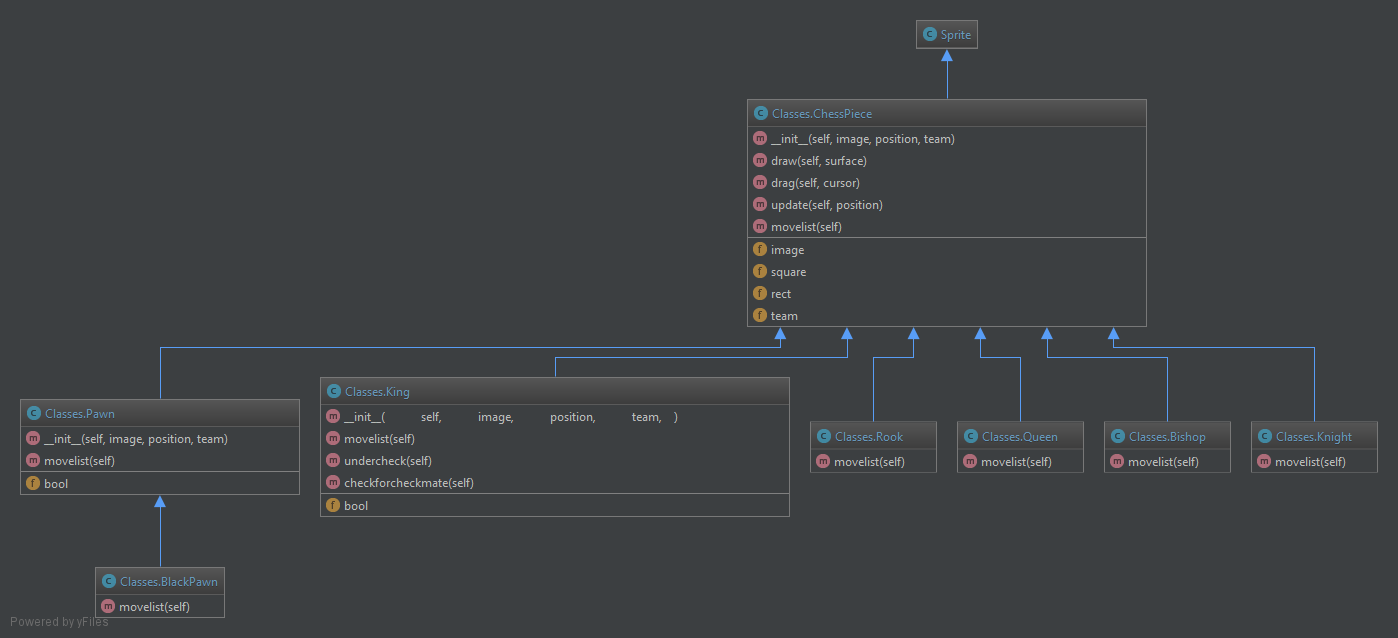 Sprite
Classes.ChessPiece
__init__(self, image, position, team)
draw(self, surface)
drag(self, cursor)
update(self, position)
movelist(self)
image
square
rect
team
Classes.Pawn
__init__(self, image, position, team)
movelist(self)
bool
Classes.King
__init__( self, image, position, team, )
movelist(self)
undercheck(self)
checkforcheckmate(self)
bool
Classes.Rook
movelist(self)
Classes.Queen
movelist(self)
Classes.Bishop
movelist(self)
Classes.Knight
movelist(self)
Classes.BlackPawn
movelist(self)
Powered by yFiles